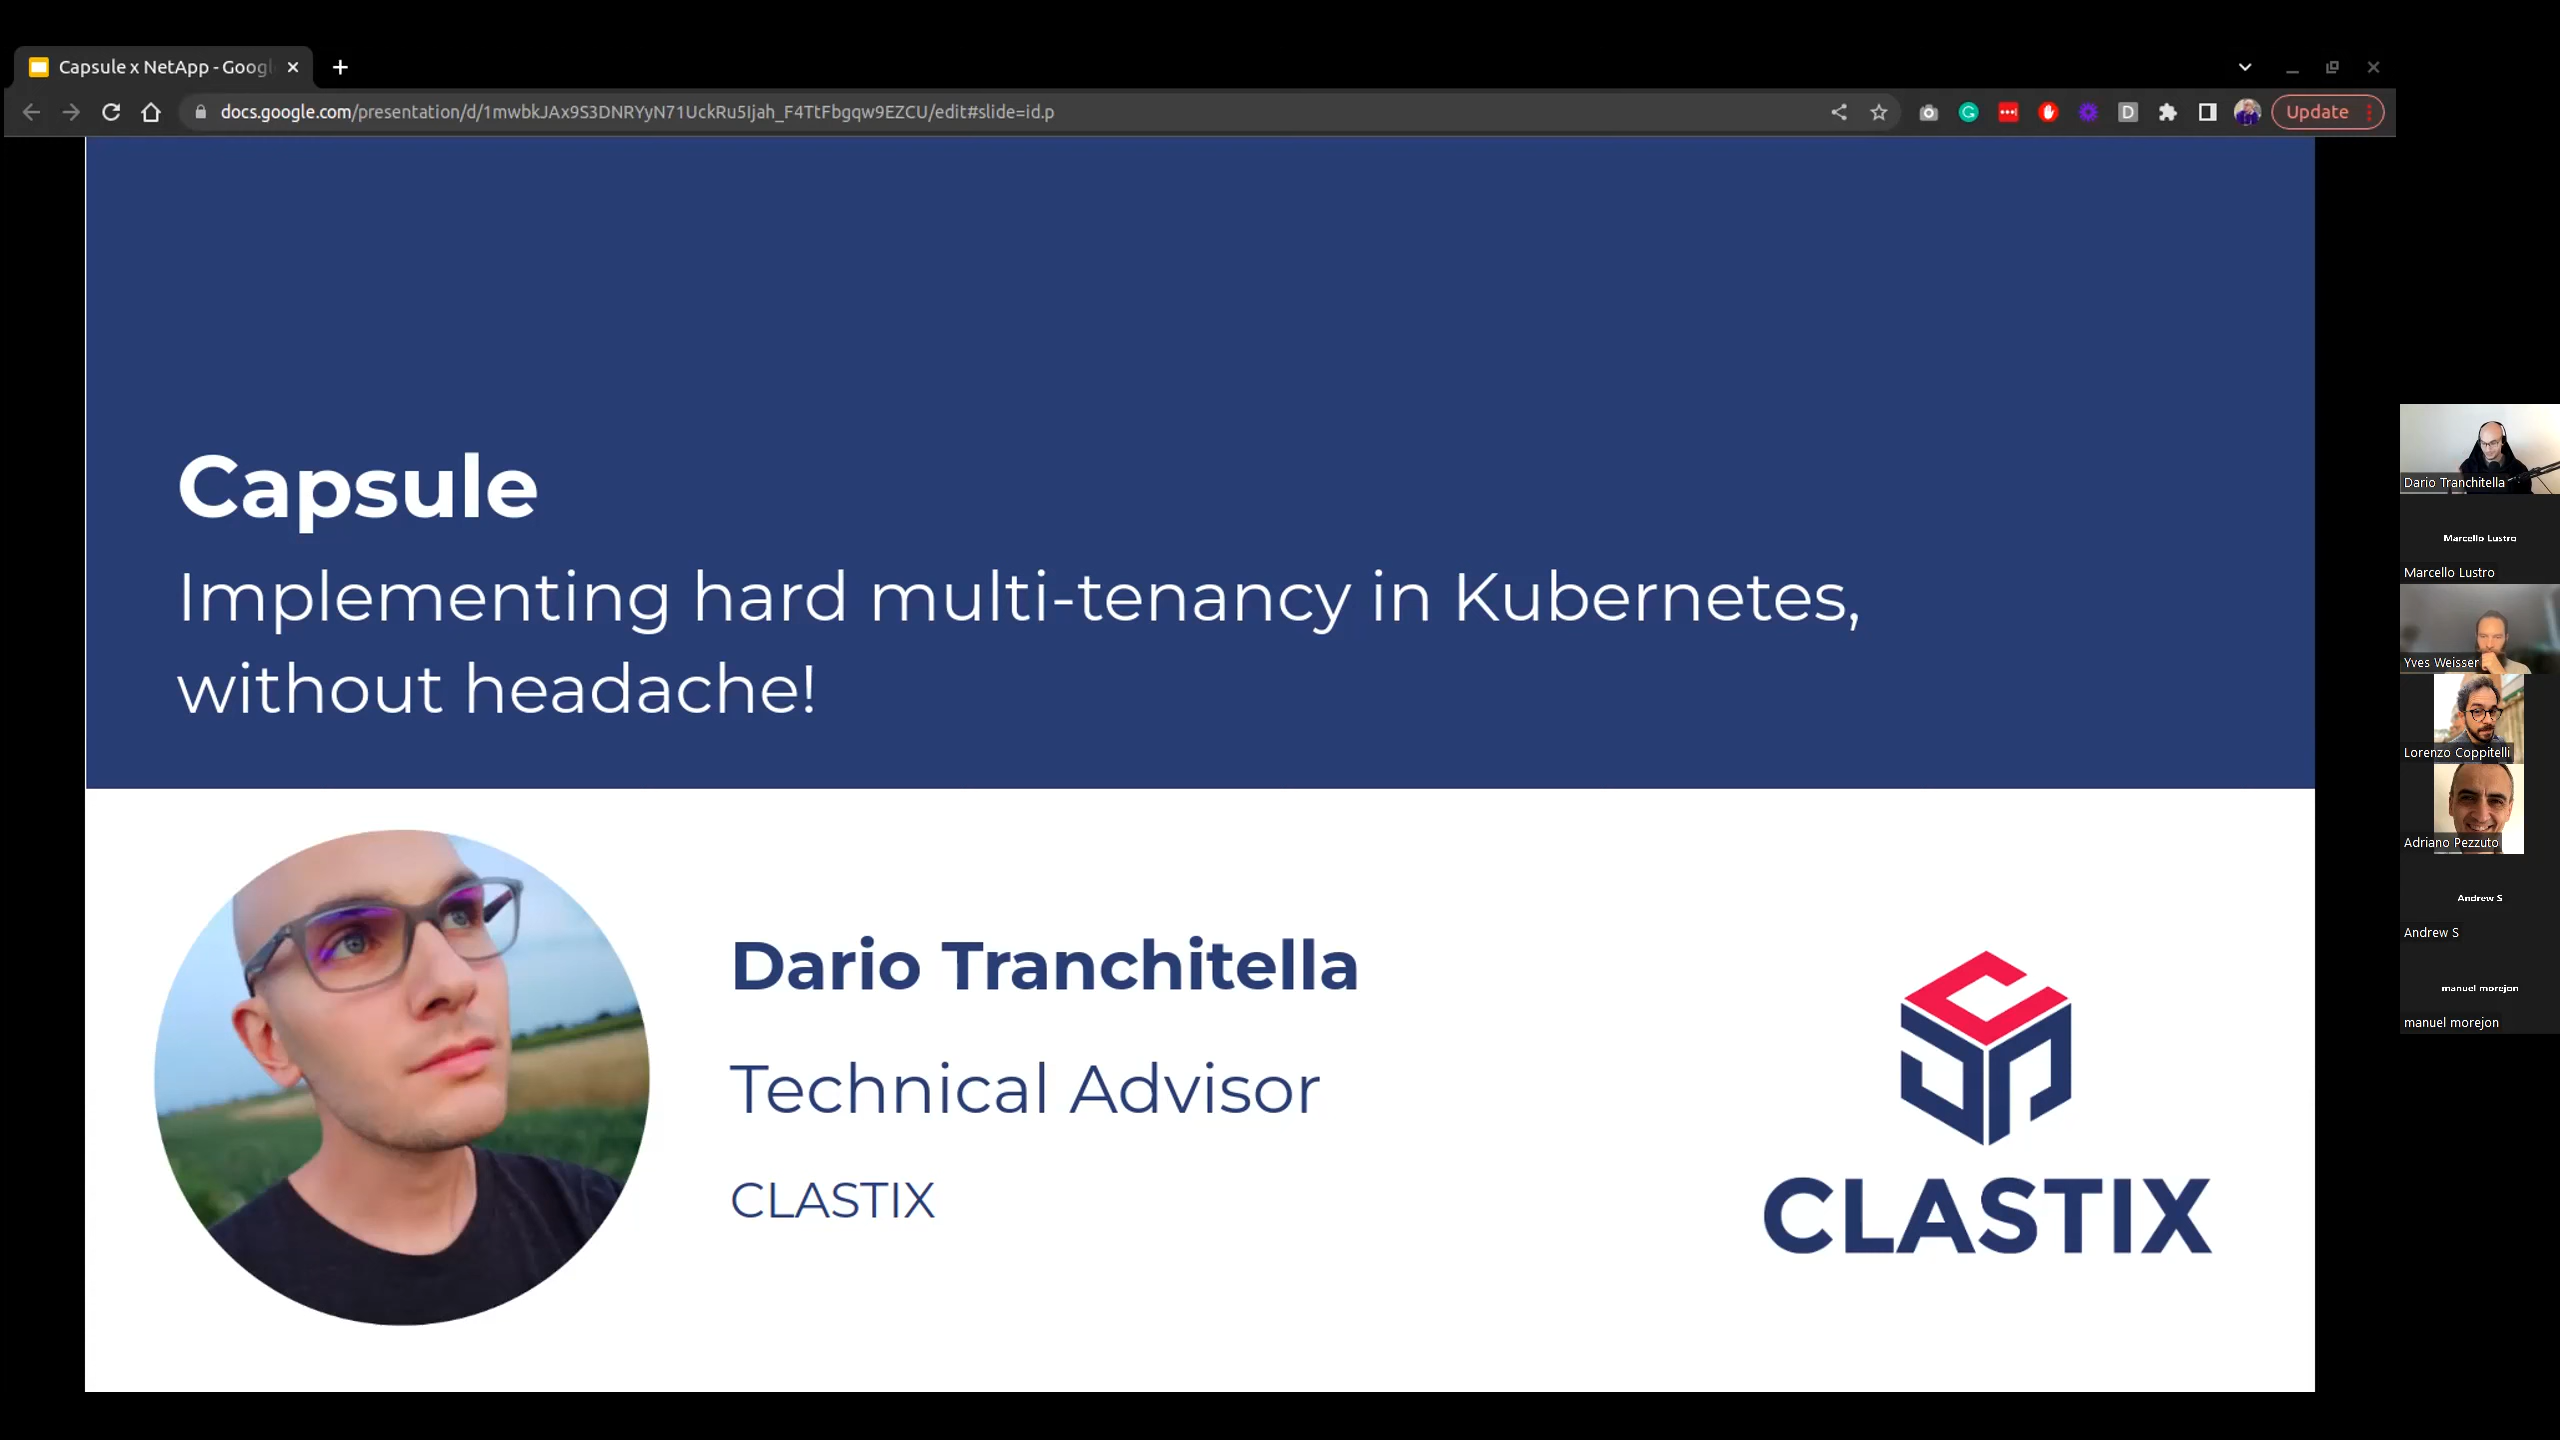 Capsule x NetApp - Googl
docs.google.com/presentation/d/1mwbkJAx9S3DNRYyN71UckRu5Ijah_F4TtFbgqw9EZCU/edit#slide=id.p
Update
Capsule
Implementing hard multi-tenancy in Kubernetes,
without headache!
Dario Tranchitella
Technical Advisor
CLASTIX
CLASTIX
Dario Tranchitella
Marcello Lustro
Marcello Lustro
Yves Weisser
Lorenzo Coppitelli
Adriano Pezzuto
Andrew S
Andrew S
manuel morejon
manuel morejon